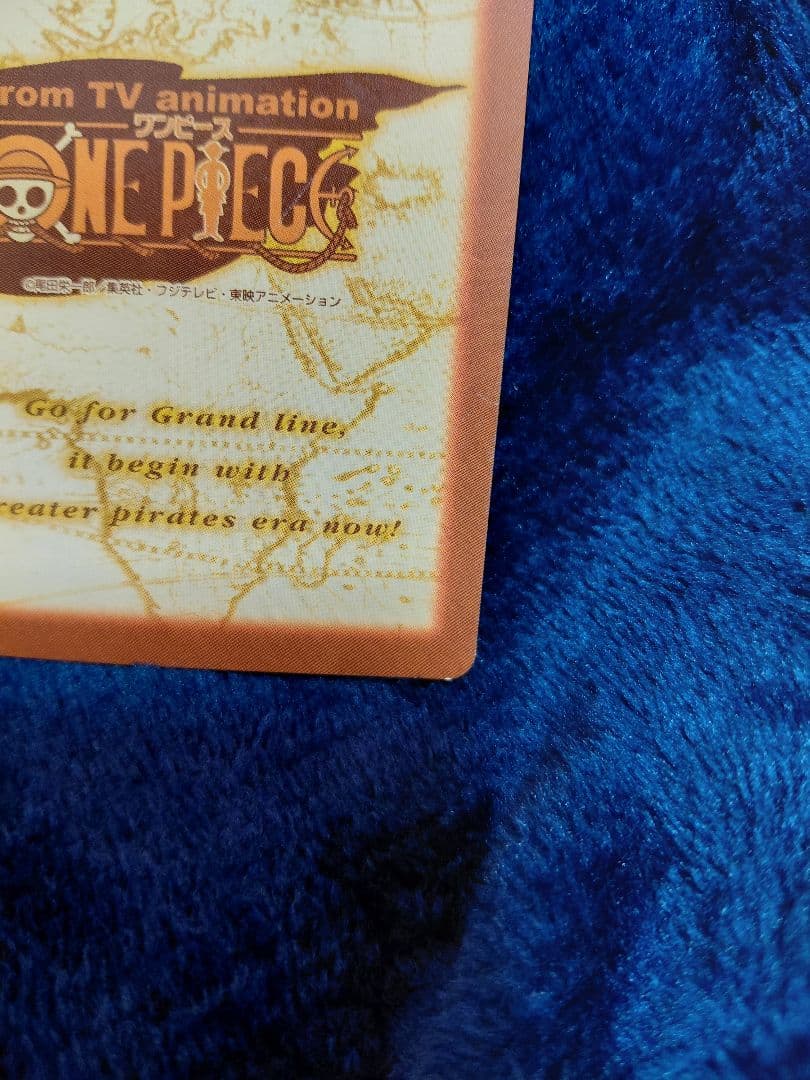 rom TV animation
ワンピース
ONE PIECE
©尾田栄一郎／集英社・フジテレビ・東映アニメーション
Go for Grand line,
it begin with
reater pirates era now!